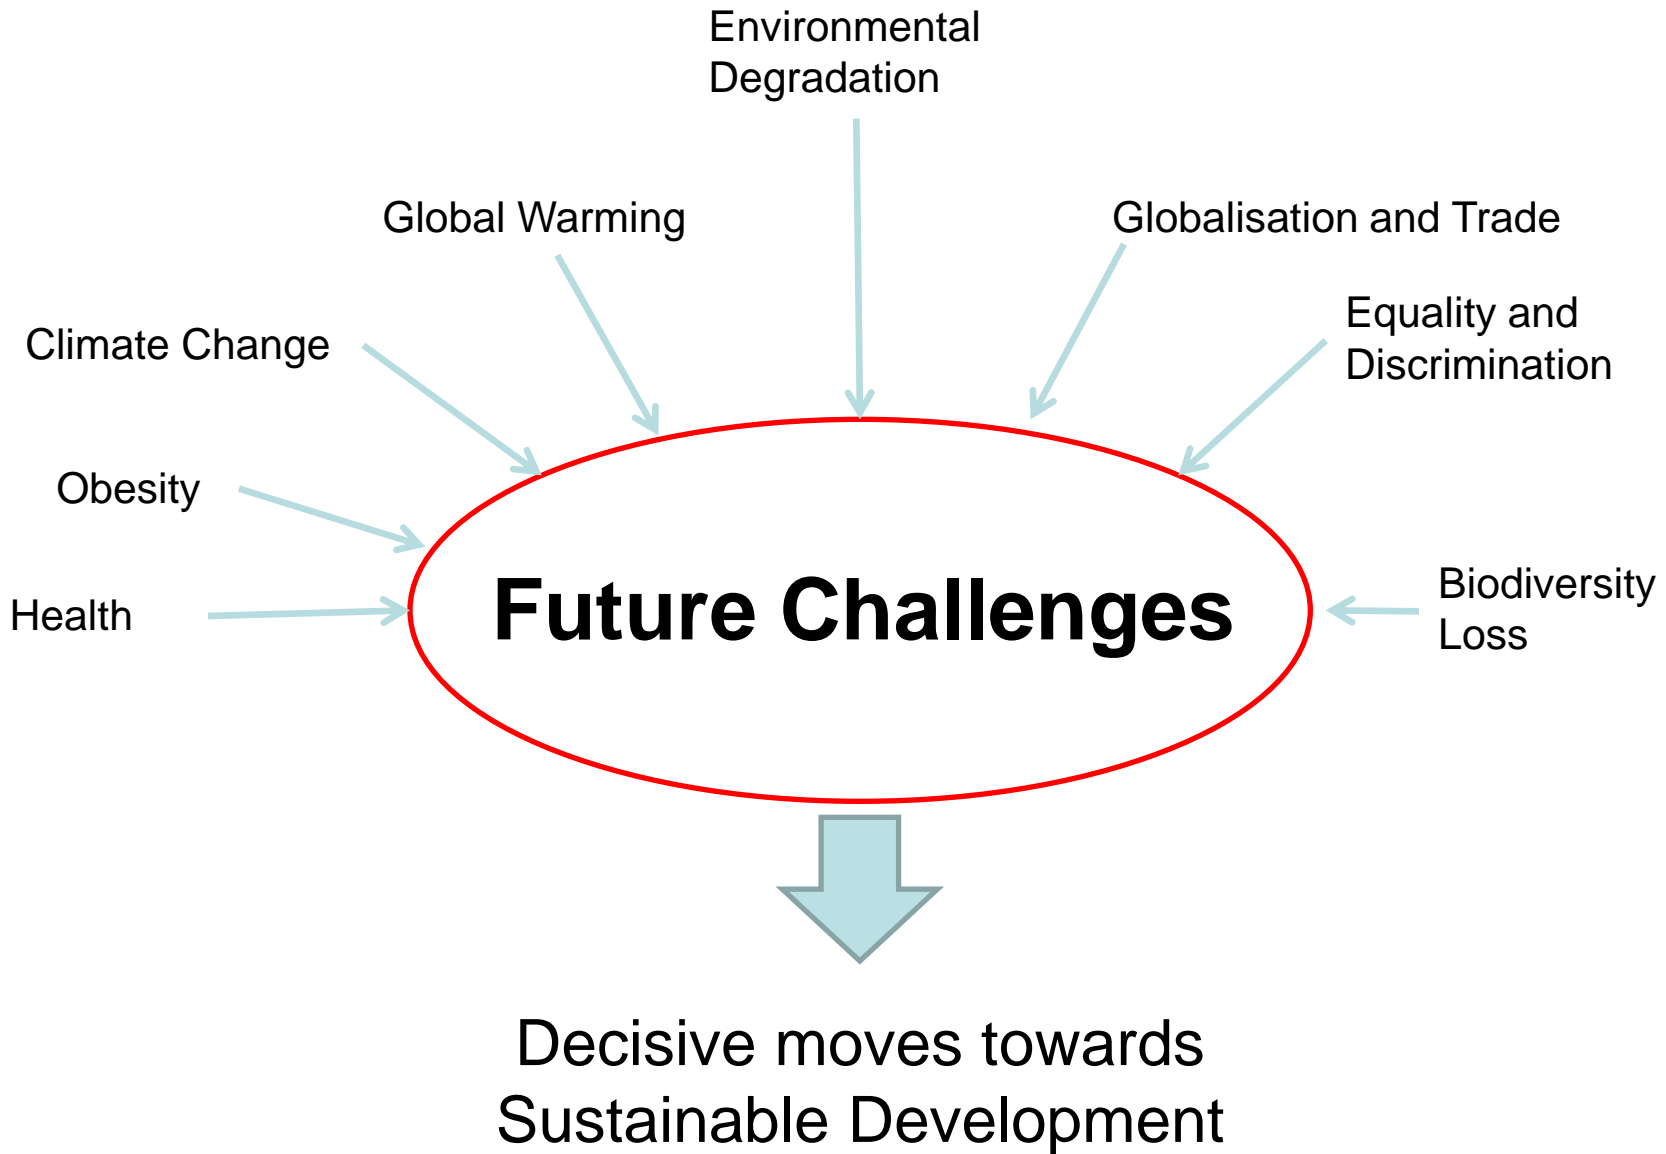 Environmental
Degradation
Global Warming
Globalisation and Trade
Climate Change
Equality and
Discrimination
Obesity
Health
Future Challenges
Biodiversity
Loss
Decisive moves towards
Sustainable Development